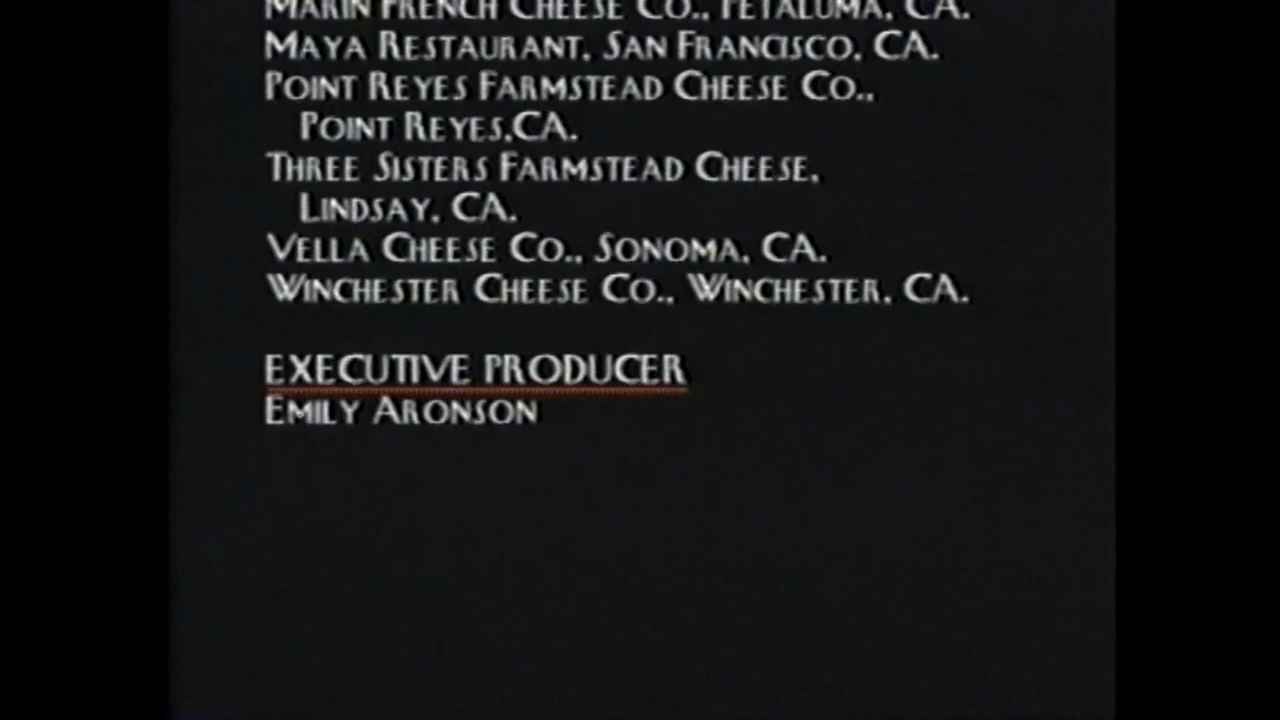 MARIN FRENCH CHEESE CO., PETALUMA, CA.
MAYA RESTAURANT, SAN FRANCISCO, CA.
POINT REYES FARMSTEAD CHEESE CO.,
POINT REYES,CA.
THREE SISTERS FARMSTEAD CHEESE,
LINDSAY, CA.
VELLA CHEESE CO., SONOMA, CA.
WINCHESTER CHEESE CO., WINCHESTER, CA.
EXECUTIVE PRODUCER
EMILY ARONSON